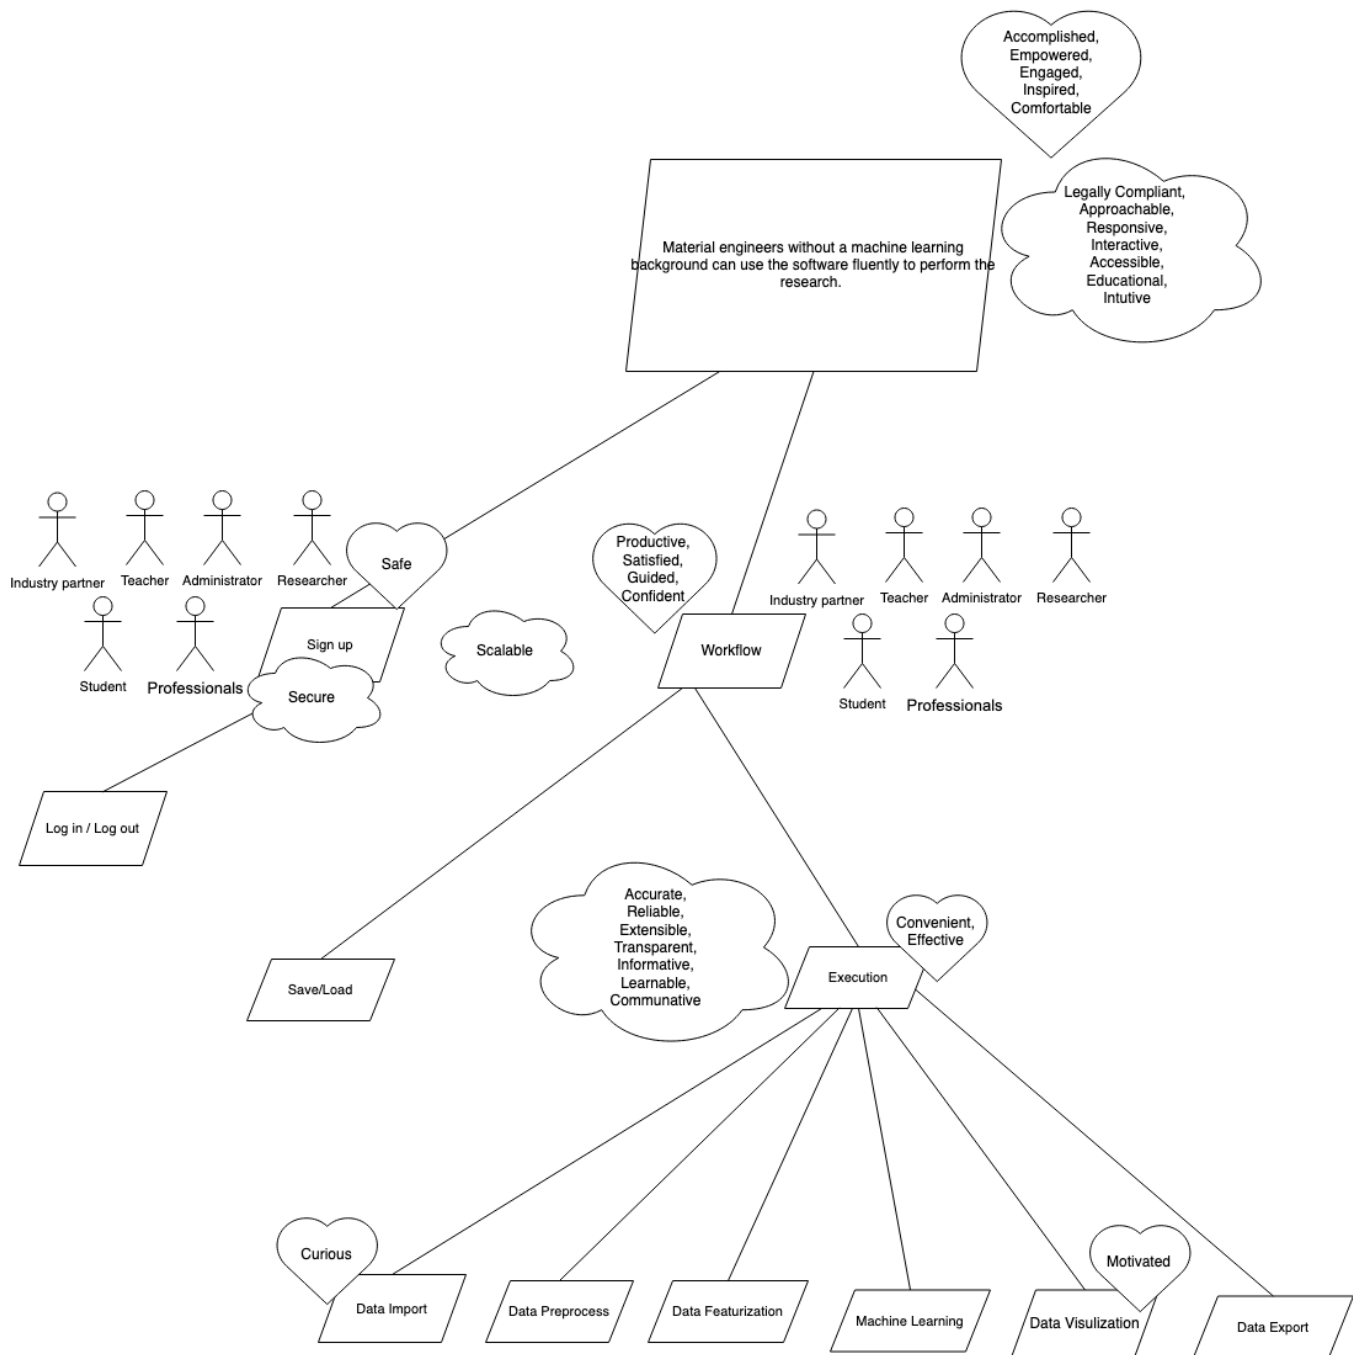 Accomplished,
Empowered,
Engaged,
Inspired,
Comfortable
Legally Compliant,
Approachable,
Responsive,
Interactive,
Accessible,
Educational,
Intutive
Material engineers without a machine learning
background can use the software fluently to perform the
research.
Industry partner
Teacher
Administrator
Researcher
Safe
Student
Professionals
Sign up
Secure
Scalable
Productive,
Satisfied,
Guided,
Confident
Workflow
Industry partner
Teacher
Administrator
Researcher
Student
Professionals
Log in / Log out
Save/Load
Accurate,
Reliable,
Extensible,
Transparent,
Informative,
Learnable,
Communative
Convenient,
Effective
Execution
Curious
Data Import
Data Preprocess
Data Featurization
Machine Learning
Motivated
Data Visulization
Data Export